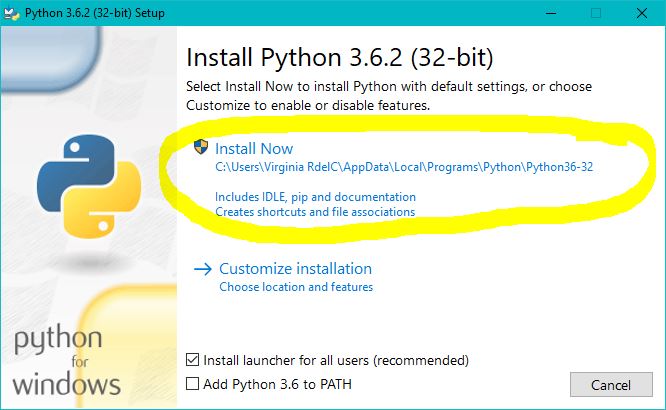 Python 3.6.2 (32-bit) Setup
Install Python 3.6.2 (32-bit)
Select Install Now to install Python with default settings, or choose
Customize to enable or disable features.
Install Now
C:\Users\Virginia RdelC\AppData\Local\Programs\Python\Python36-32
Includes IDLE, pip and documentation
Creates shortcuts and file associations
Customize installation
Choose location and features
python
for
windows
Install launcher for all users (recommended)
Add Python 3.6 to PATH
Cancel